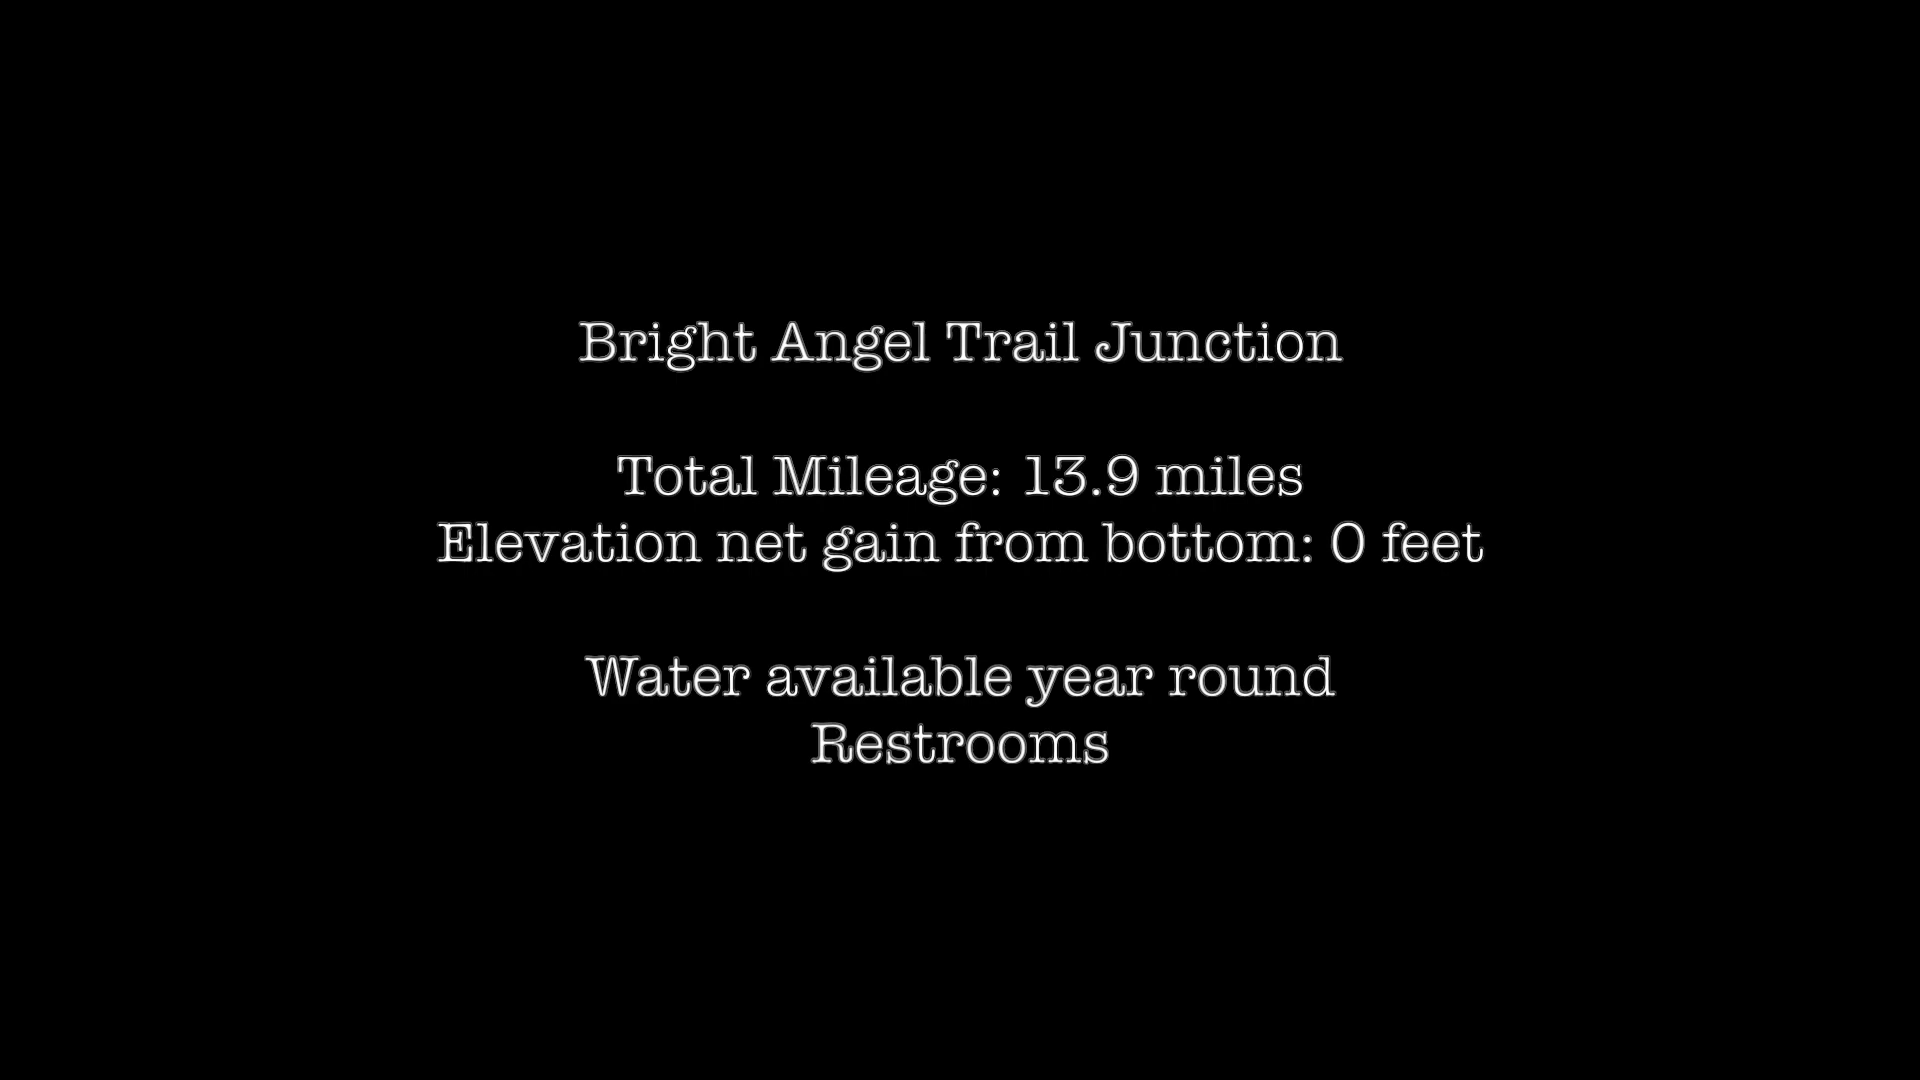 Bright Angel Trail Junction
Total Mileage: 13.9 miles
Elevation net gain from bottom: 0 feet
Water available year round
Restrooms